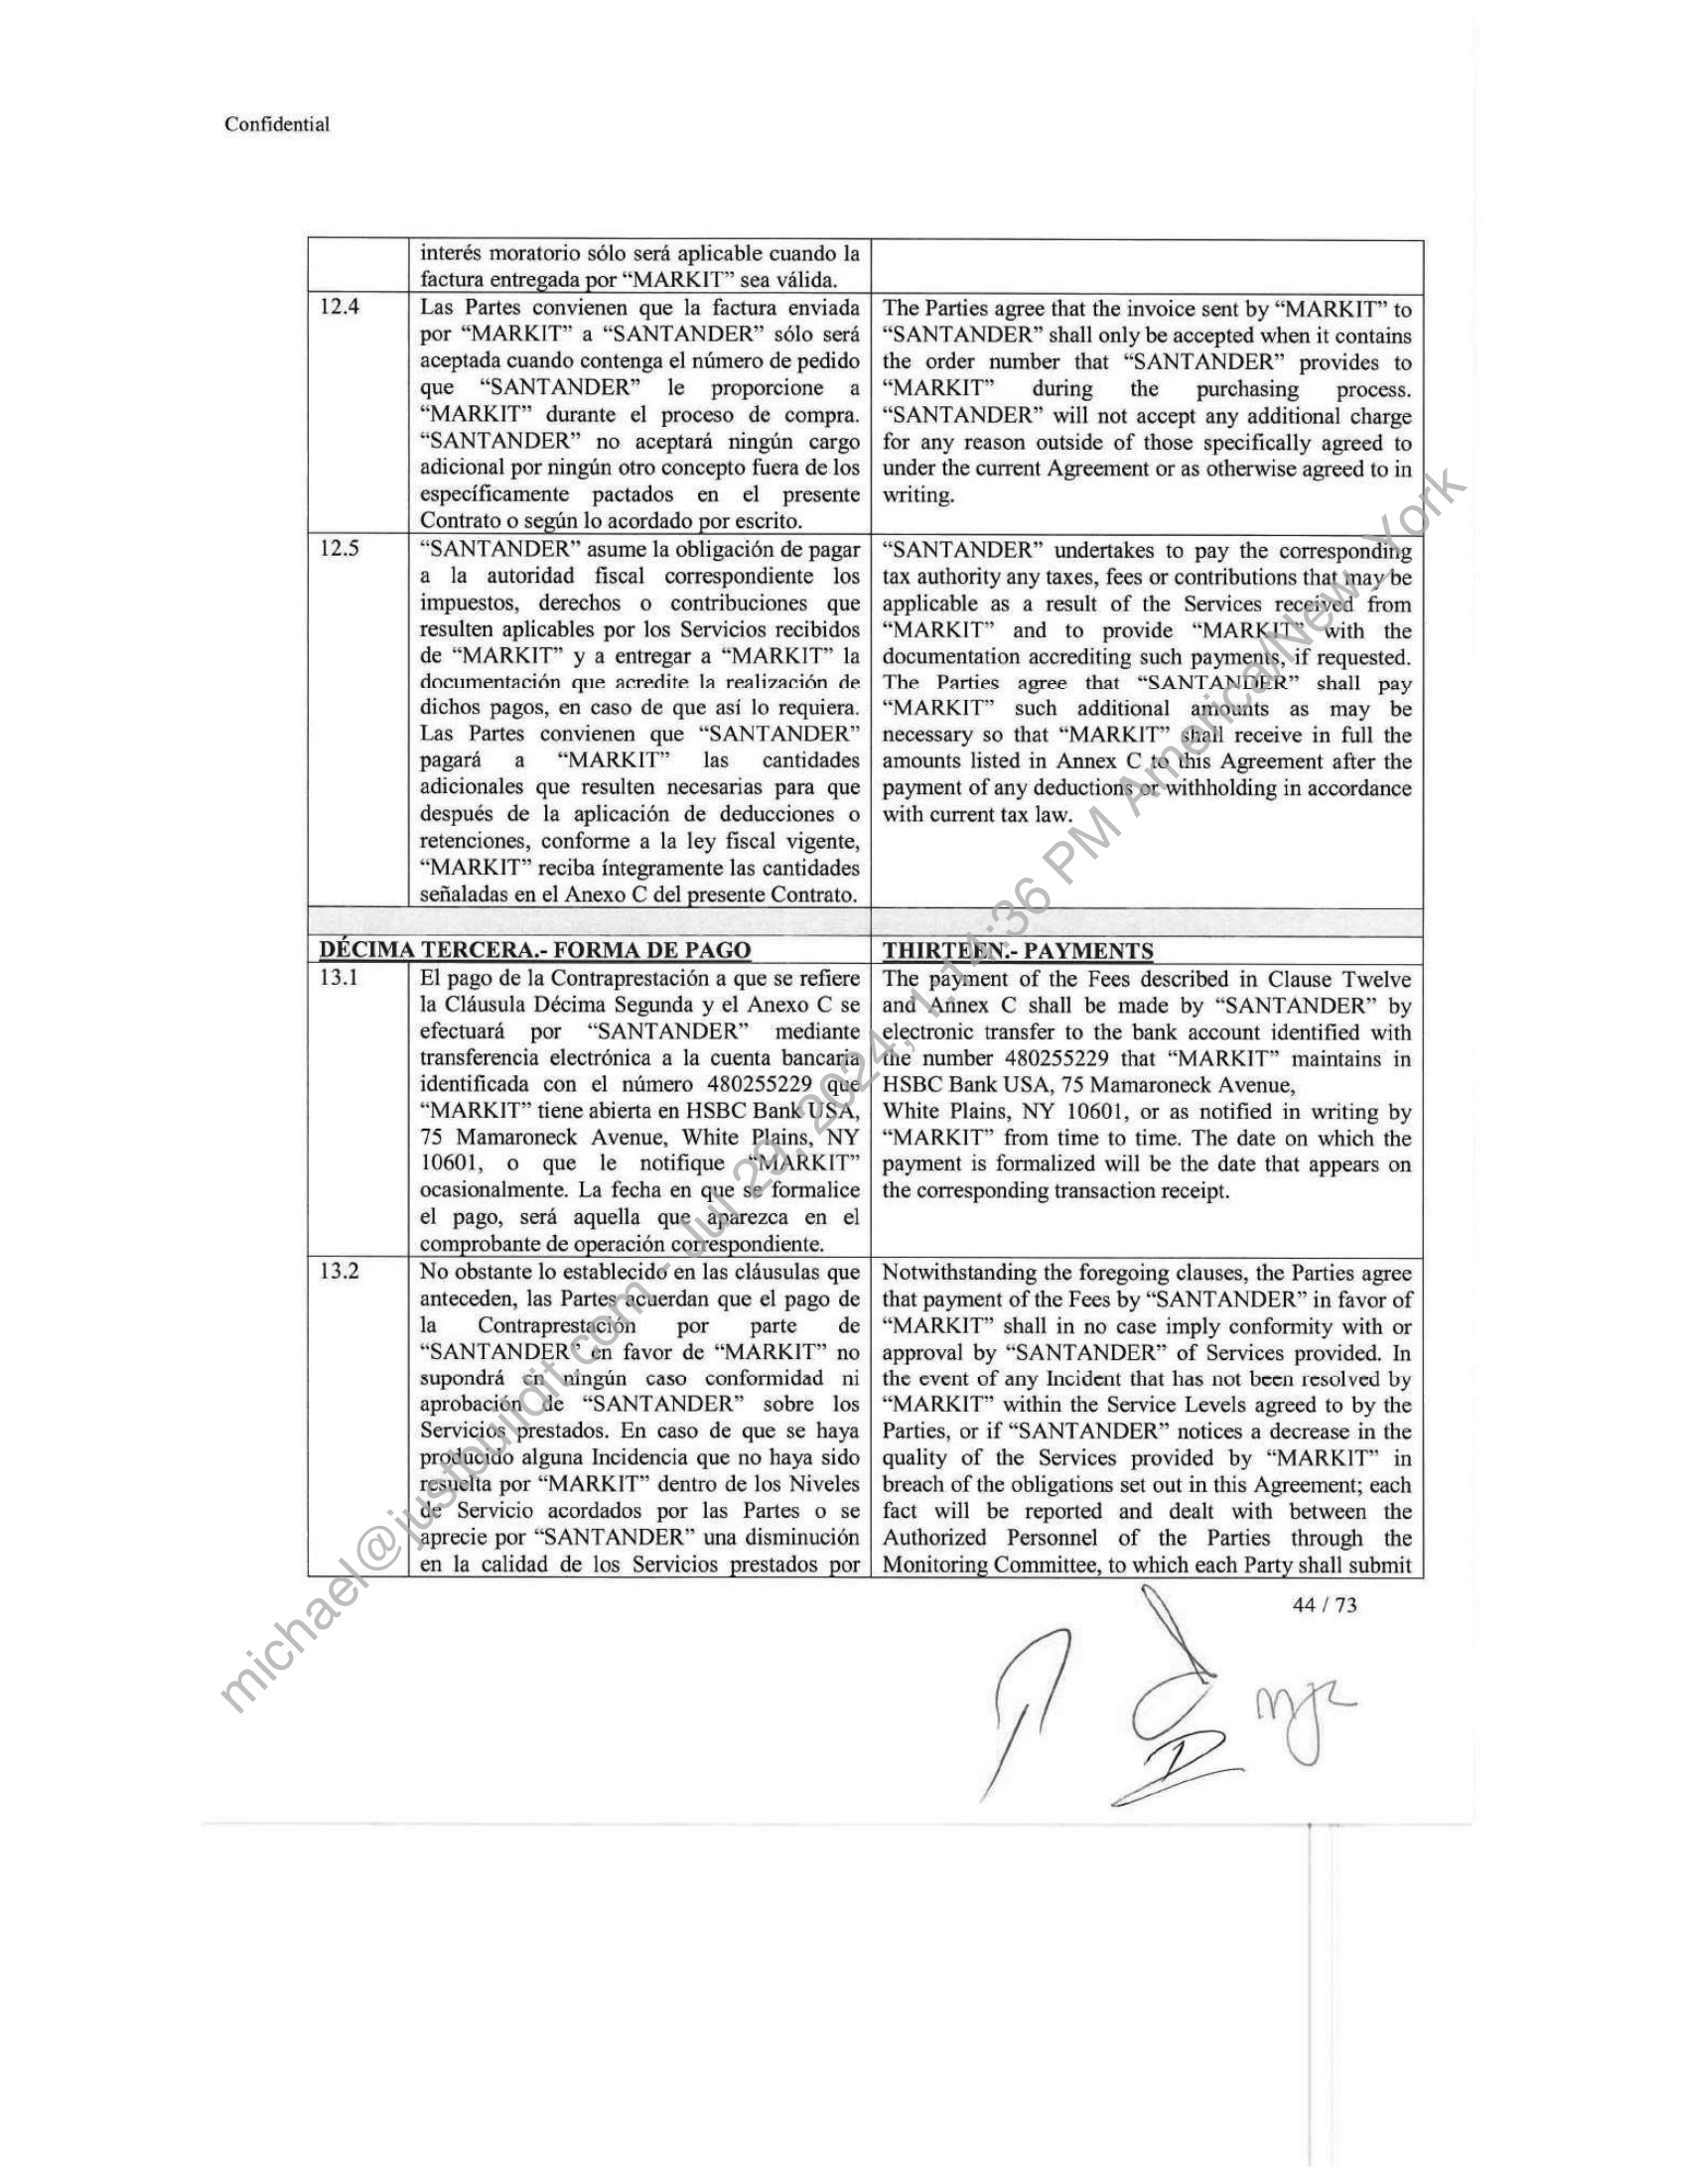 Confidential
interés moratorio sólo será aplicable cuando la
factura entregada por “MARKIT” sea válida.
12.4
Las Partes convienen que la factura enviada
por “MARKIT” a “SANTANDER” sólo será
aceptada cuando contenga el número de pedido
que “SANTANDER” le proporcione a
“MARKIT” durante el proceso de compra.
“SANTANDER” no aceptará ningún cargo
adicional por ningún otro concepto fuera de los
específicamente pactados en el presente
Contrato o según lo acordado por escrito.
The Parties agree that the invoice sent by “MARKIT” to
“SANTANDER” shall only be accepted when it contains
the order number that “SANTANDER” provides to
“MARKIT” during the purchasing process.
“SANTANDER” will not accept any additional charge
for any reason outside of those specifically agreed to
under the current Agreement or as otherwise agreed to in
writing.
12.5
“SANTANDER” asume la obligación de pagar
a la autoridad fiscal correspondiente los
impuestos, derechos o contribuciones que
resulten aplicables por los Servicios recibidos
de “MARKIT” y a entregar a “MARKIT” la
documentación que acredite la realización de
dichos pagos, en caso de que así lo requiera.
Las Partes convienen que “SANTANDER”
pagará a “MARKIT” las cantidades
adicionales que resulten necesarias para que
después de la aplicación de deducciones o
retenciones, conforme a la ley fiscal vigente,
“MARKIT” reciba íntegramente las cantidades
señaladas en el Anexo C del presente Contrato.
“SANTANDER” undertakes to pay the corresponding
tax authority any taxes, fees or contributions that may be
applicable as a result of the Services received from
“MARKIT” and to provide “MARKIT” with the
documentation accrediting such payments, if requested.
The Parties agree that “SANTANDER” shall pay
“MARKIT” such additional amounts as may be
necessary so that “MARKIT” shall receive in full the
amounts listed in Annex C to this Agreement after the
payment of any deductions or withholding in accordance
with current tax law.
DÉCIMA TERCERA.- FORMA DE PAGO
THIRTEEN.- PAYMENTS
13.1
El pago de la Contraprestación a que se refiere
la Cláusula Décima Segunda y el Anexo C se
efectuará por “SANTANDER” mediante
transferencia electrónica a la cuenta bancaria
identificada con el número 480255229 que
“MARKIT” tiene abierta en HSBC Bank USA,
75 Mamaroneck Avenue, White Plains, NY
10601, o que le notifique “MARKIT”
ocasionalmente. La fecha en que se formalice
el pago, será aquella que aparezca en el
comprobante de operación correspondiente.
The payment of the Fees described in Clause Twelve
and Annex C shall be made by “SANTANDER” by
electronic transfer to the bank account identified with
the number 480255229 that “MARKIT” maintains in
HSBC Bank USA, 75 Mamaroneck Avenue,
White Plains, NY 10601, or as notified in writing by
“MARKIT” from time to time. The date on which the
payment is formalized will be the date that appears on
the corresponding transaction receipt.
13.2
No obstante lo establecido en las cláusulas que
anteceden, las Partes acuerdan que el pago de
la Contraprestación por parte de
“SANTANDER” en favor de “MARKIT” no
supondrá en ningún caso conformidad ni
aprobación de “SANTANDER” sobre los
Servicios prestados. En caso de que se haya
producido alguna Incidencia que no haya sido
resuelta por “MARKIT” dentro de los Niveles
de Servicio acordados por las Partes o se
aprecie por “SANTANDER” una disminución
en la calidad de los Servicios prestados por
Notwithstanding the foregoing clauses, the Parties agree
that payment of the Fees by “SANTANDER” in favor of
“MARKIT” shall in no case imply conformity with or
approval by “SANTANDER” of Services provided. In
the event of any Incident that has not been resolved by
“MARKIT” within the Service Levels agreed to by the
Parties, or if “SANTANDER” notices a decrease in the
quality of the Services provided by “MARKIT” in
breach of the obligations set out in this Agreement; each
fact will be reported and dealt with between the
Authorized Personnel of the Parties through the
Monitoring Committee, to which each Party shall submit
44 / 73
michael@justbuildit.com - Jul 29, 2024, 1:14:36 PM America/New_York